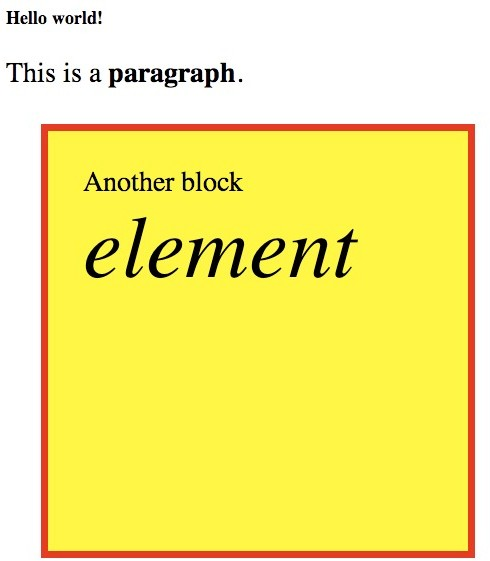 Hello world!
This is a paragraph.
Another block
element